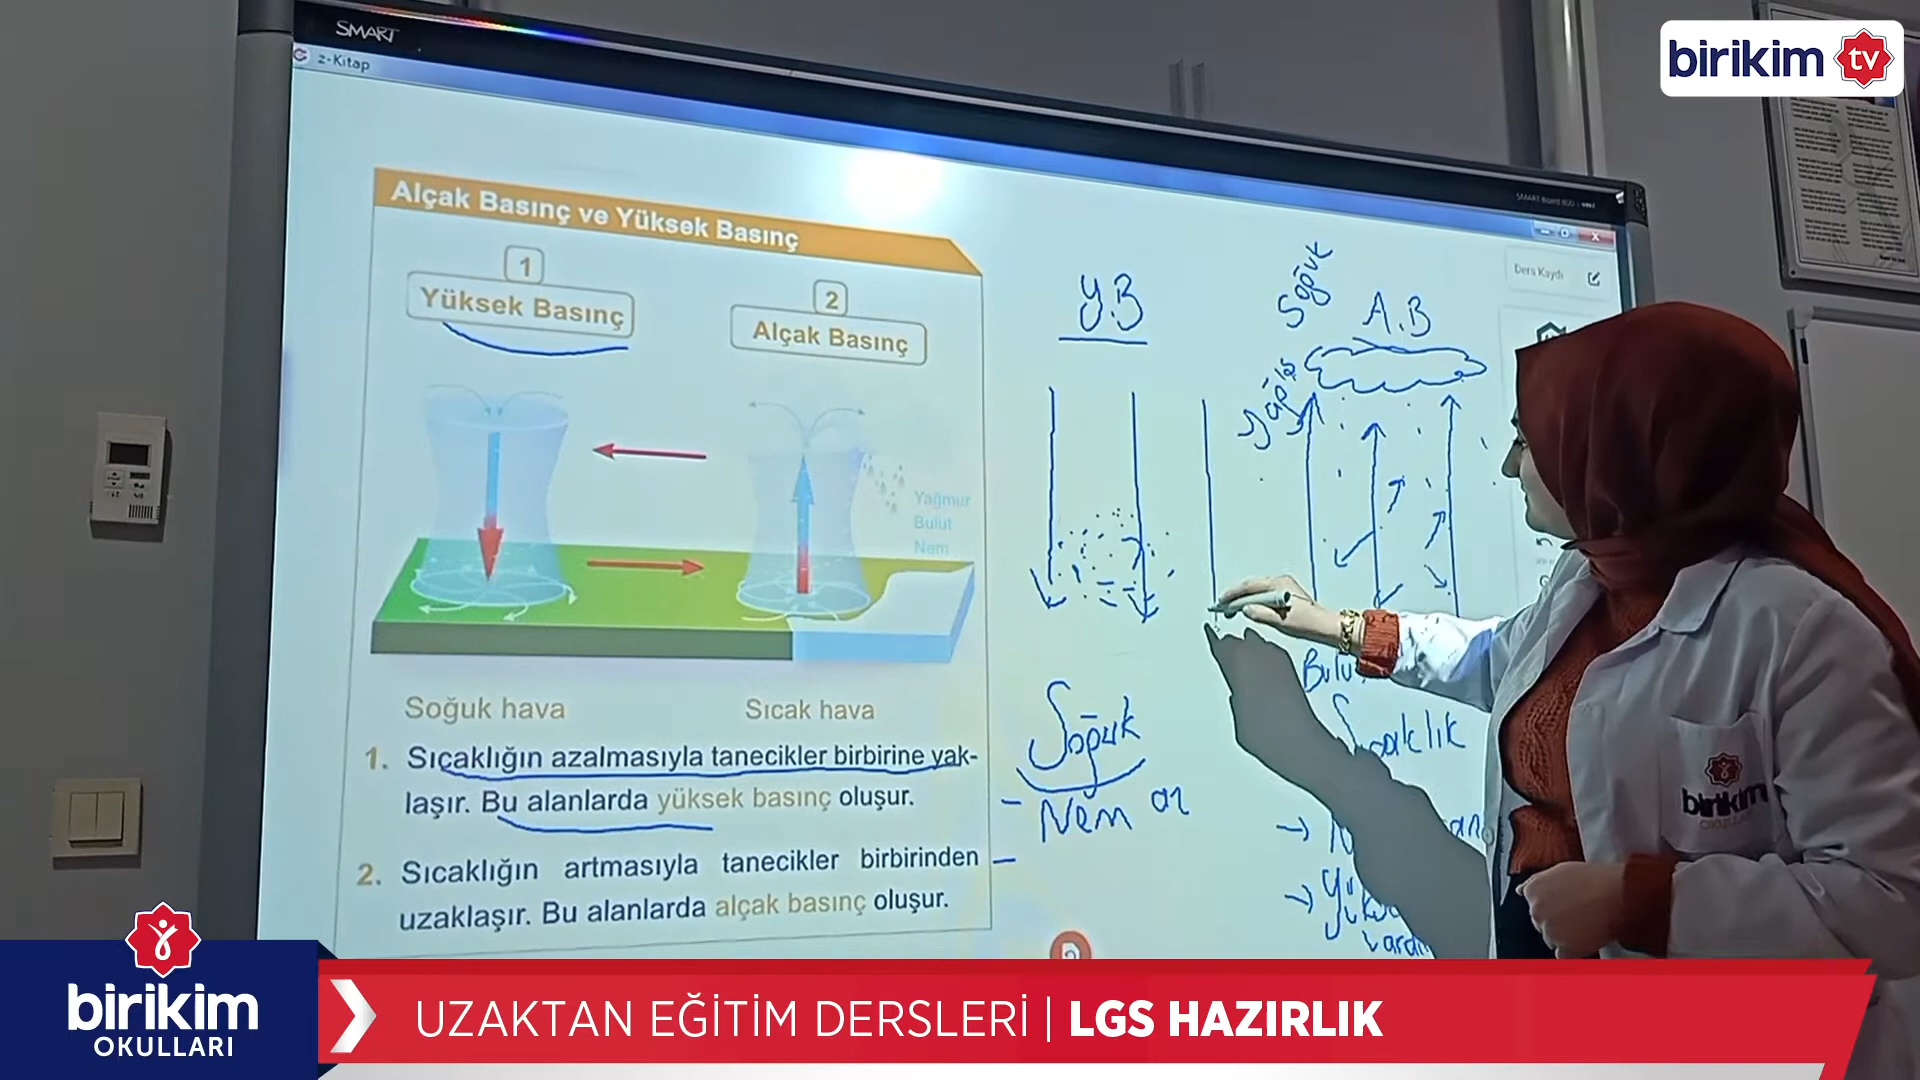 SMART
z-Kitap
birikim tv
Ders Kaydı
Alçak Basınç ve Yüksek Basınç
1
Yüksek Basınç
2
Alçak Basınç
Yağmur
Bulut
Nem
Soğuk hava
Sıcak hava
1. Sıcaklığın azalmasıyla tanecikler birbirine yak-
laşır. Bu alanlarda yüksek basınç oluşur.
2. Sıcaklığın artmasıyla tanecikler birbirinden
uzaklaşır. Bu alanlarda alçak basınç oluşur.
Y.B
A.B
Soğuk
- Nem az
-
birikim
OKULLARI
birikim
OKULLARI
UZAKTAN EĞİTİM DERSLERİ | LGS HAZIRLIK